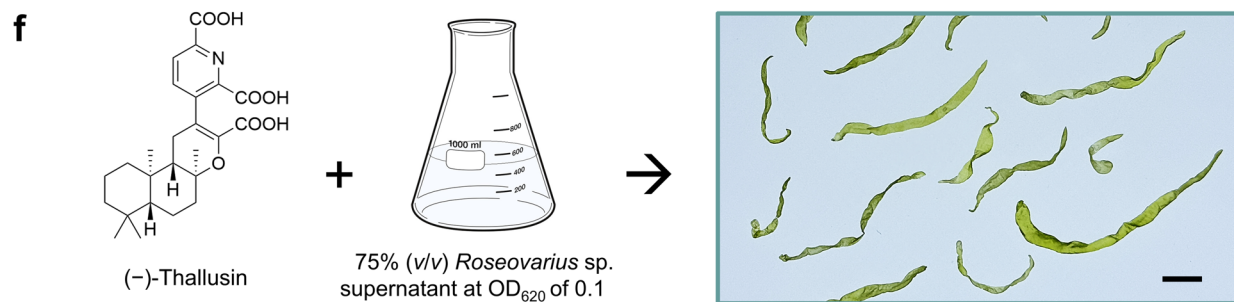 f
COOH
N
COOH
COOH
O
H
H
(−)-Thallusin
+
1000 ml
800
600
400
200
75% (v/v) Roseovarius sp.
supernatant at OD620 of 0.1
→